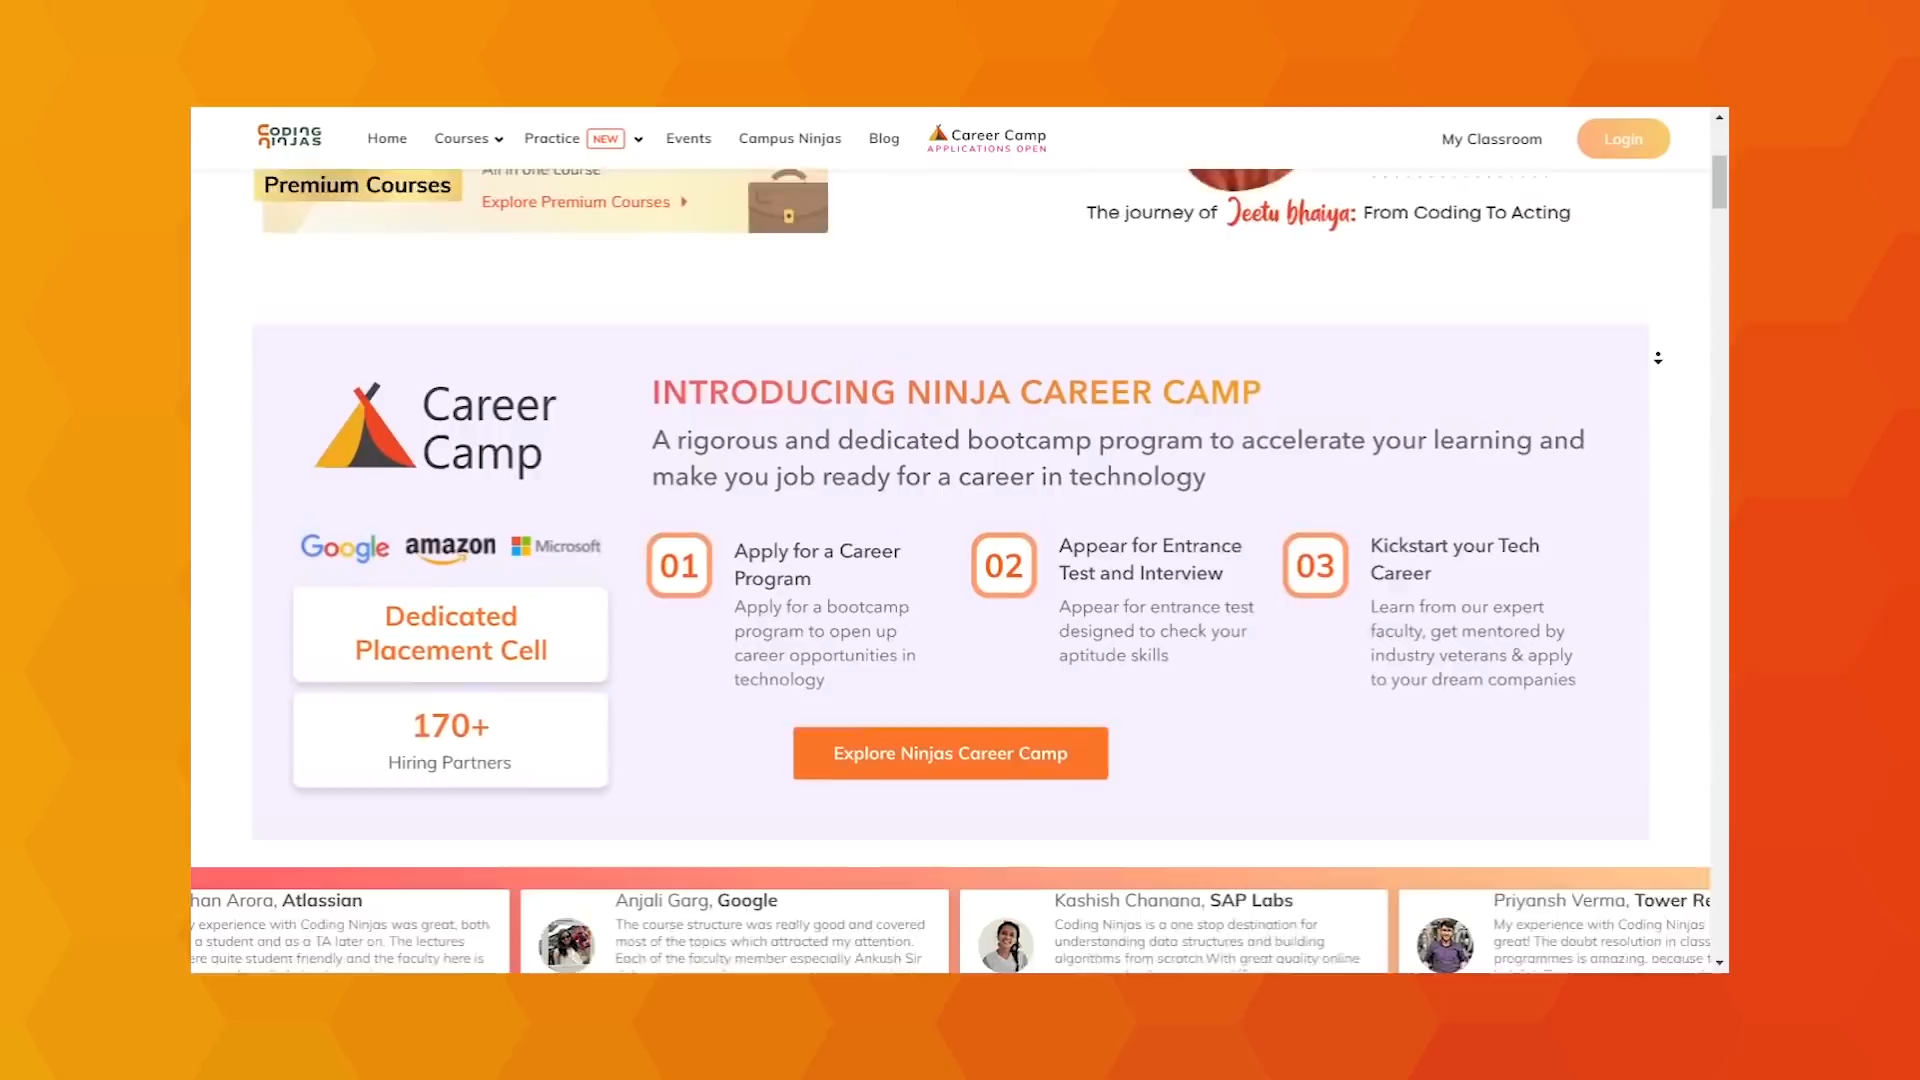 CODING
NINJAS
Home
Courses
Practice NEW
Events
Campus Ninjas
Blog
Career Camp
APPLICATIONS OPEN
My Classroom
Login
Premium Courses
All in one course
Explore Premium Courses
The journey of Jeetu bhaiya: From Coding To Acting
Career
Camp
Google amazon Microsoft
Dedicated
Placement Cell
170+
Hiring Partners
INTRODUCING NINJA CAREER CAMP
A rigorous and dedicated bootcamp program to accelerate your learning and
make you job ready for a career in technology
01
Apply for a Career
Program
Apply for a bootcamp
program to open up
career opportunities in
technology
02
Appear for Entrance
Test and Interview
Appear for entrance test
designed to check your
aptitude skills
03
Kickstart your Tech
Career
Learn from our expert
faculty, get mentored by
industry veterans & apply
to your dream companies
Explore Ninjas Career Camp
han Arora, Atlassian
y experience with Coding Ninjas was great, both
a student and as a TA later on. The lectures
ere quite student friendly and the faculty here is
Anjali Garg, Google
The course structure was really good and covered
most of the topics which attracted my attention.
Each of the faculty member especially Ankush Sir
Kashish Chanana, SAP Labs
Coding Ninjas is a one stop destination for
understanding data structures and building
algorithms from scratch.With great quality online
Priyansh Verma, Tower Re
My experience with Coding Ninjas
great! The doubt resolution in class
programmes is amazing, because